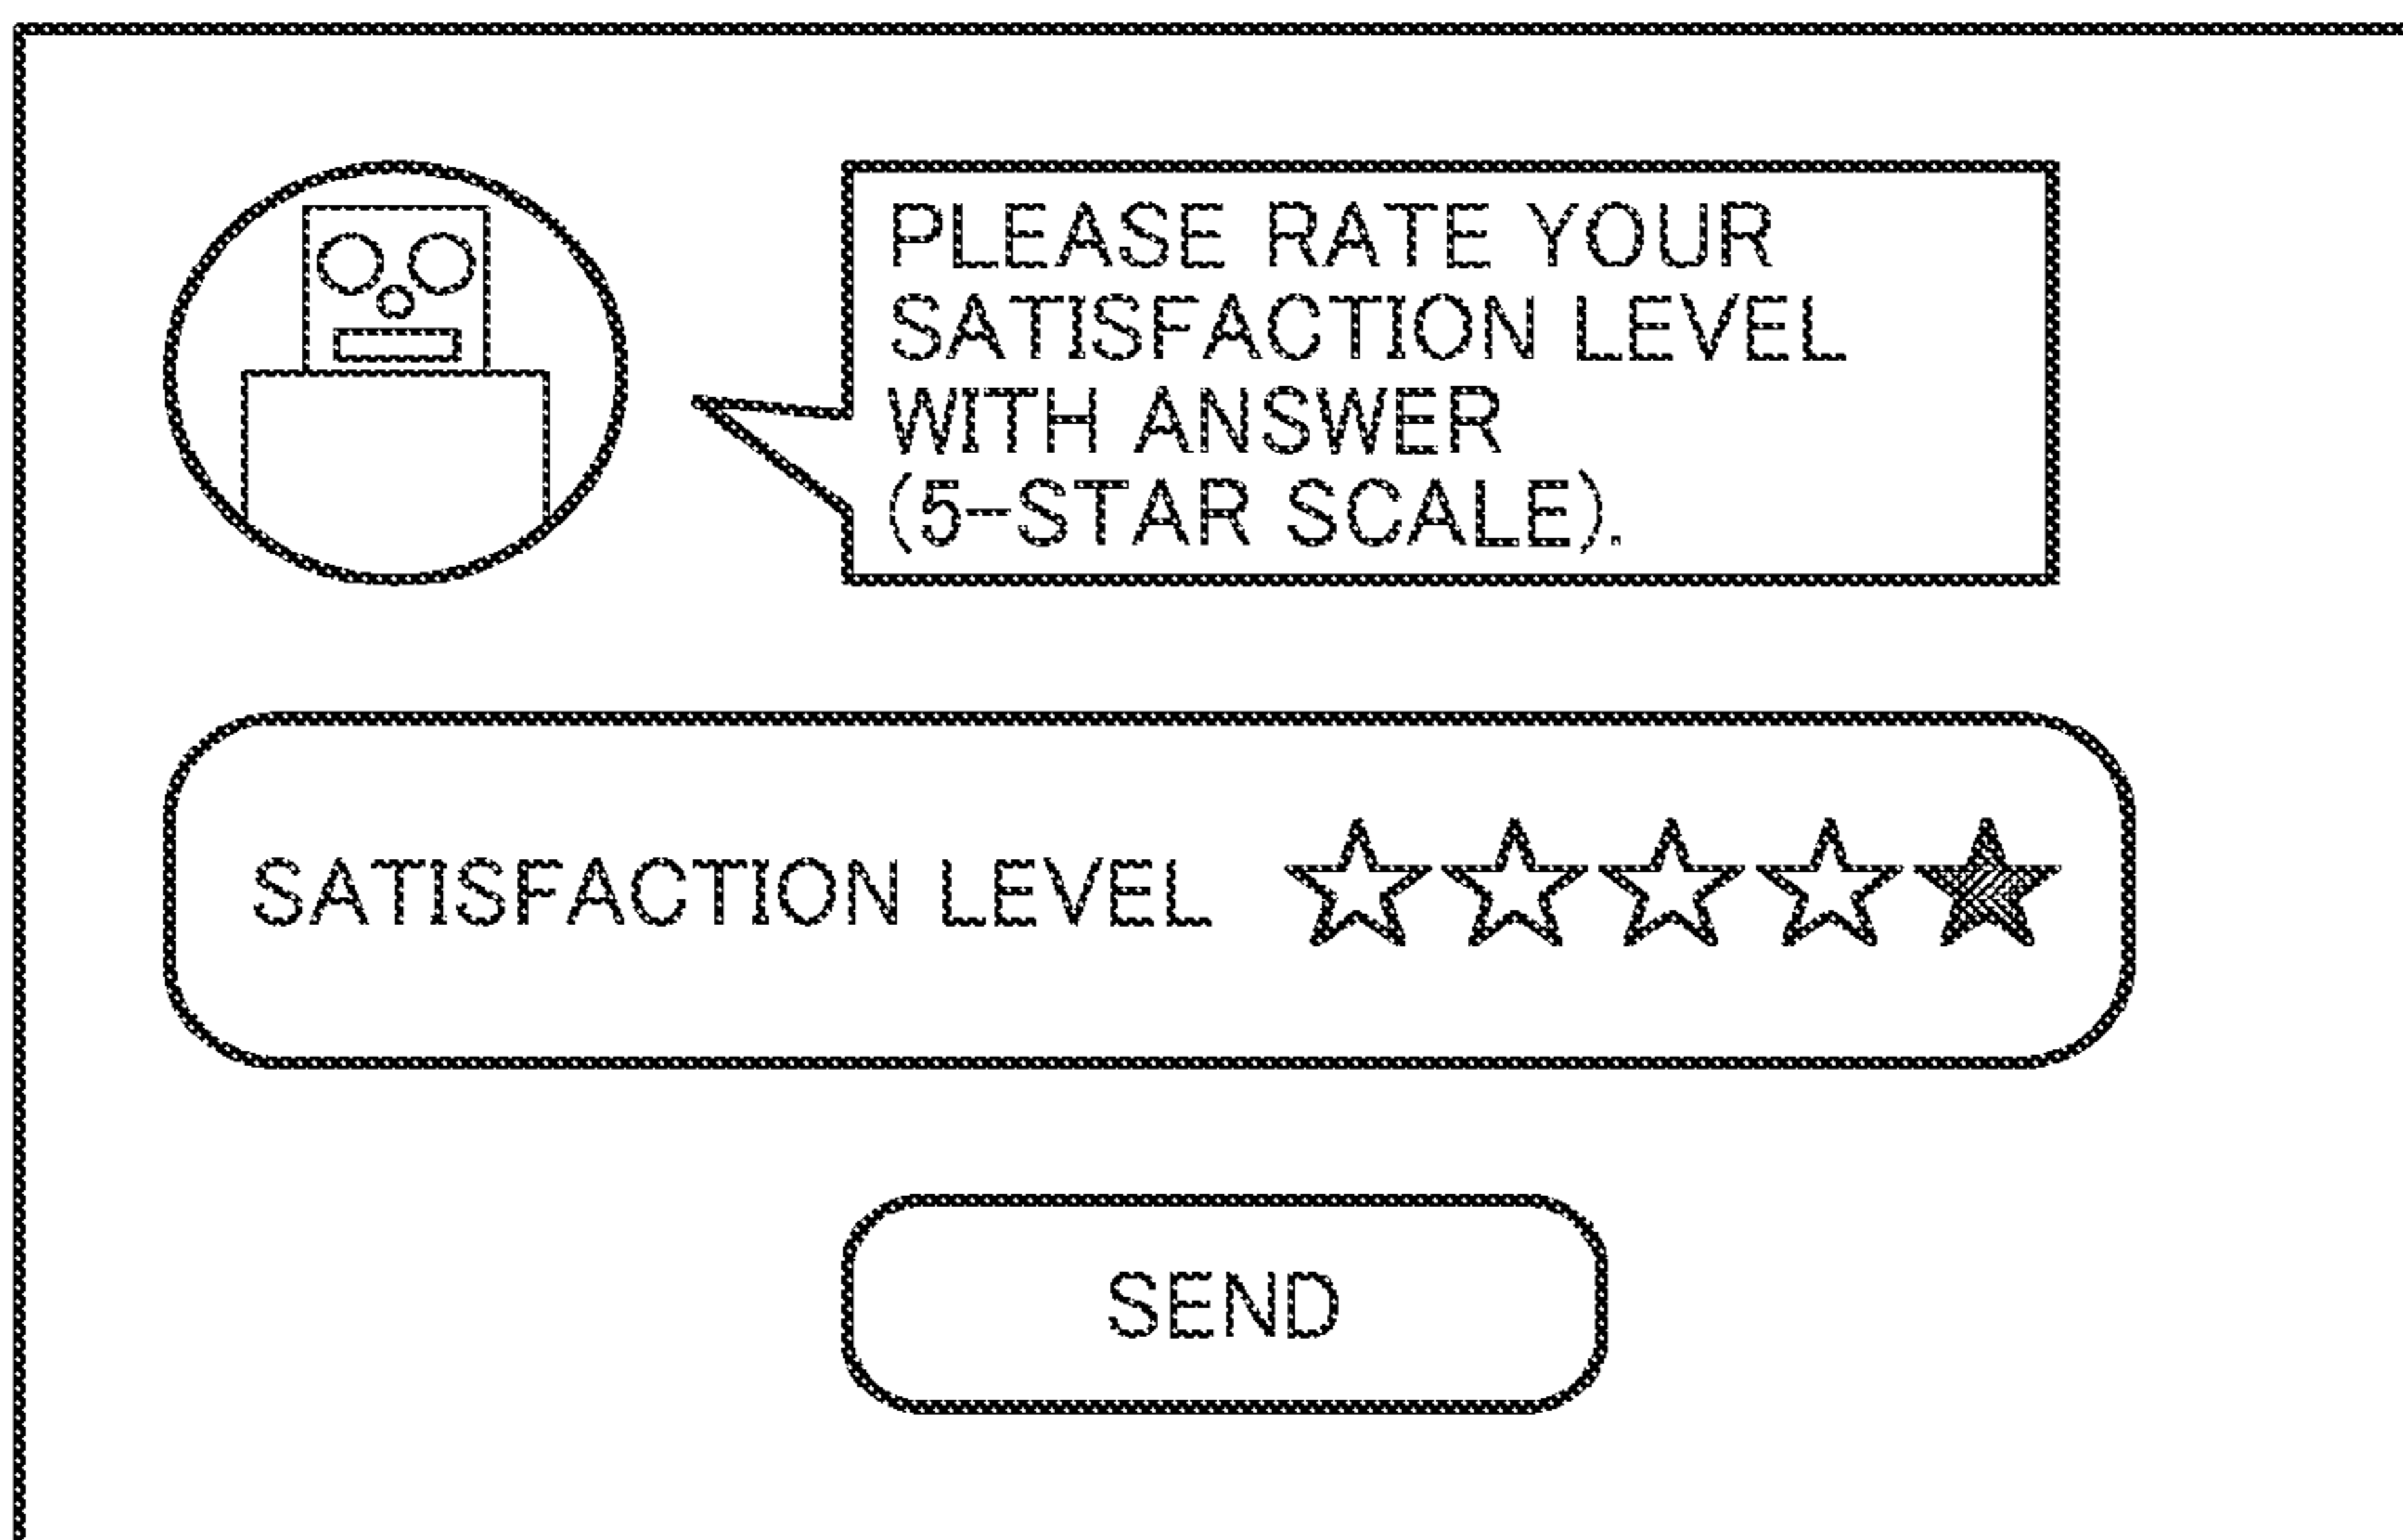 PLEASE RATE YOUR
SATISFACTION LEVEL
WITH ANSWER
(5-STAR SCALE).
SATISFACTION LEVEL ☆☆☆☆★
SEND